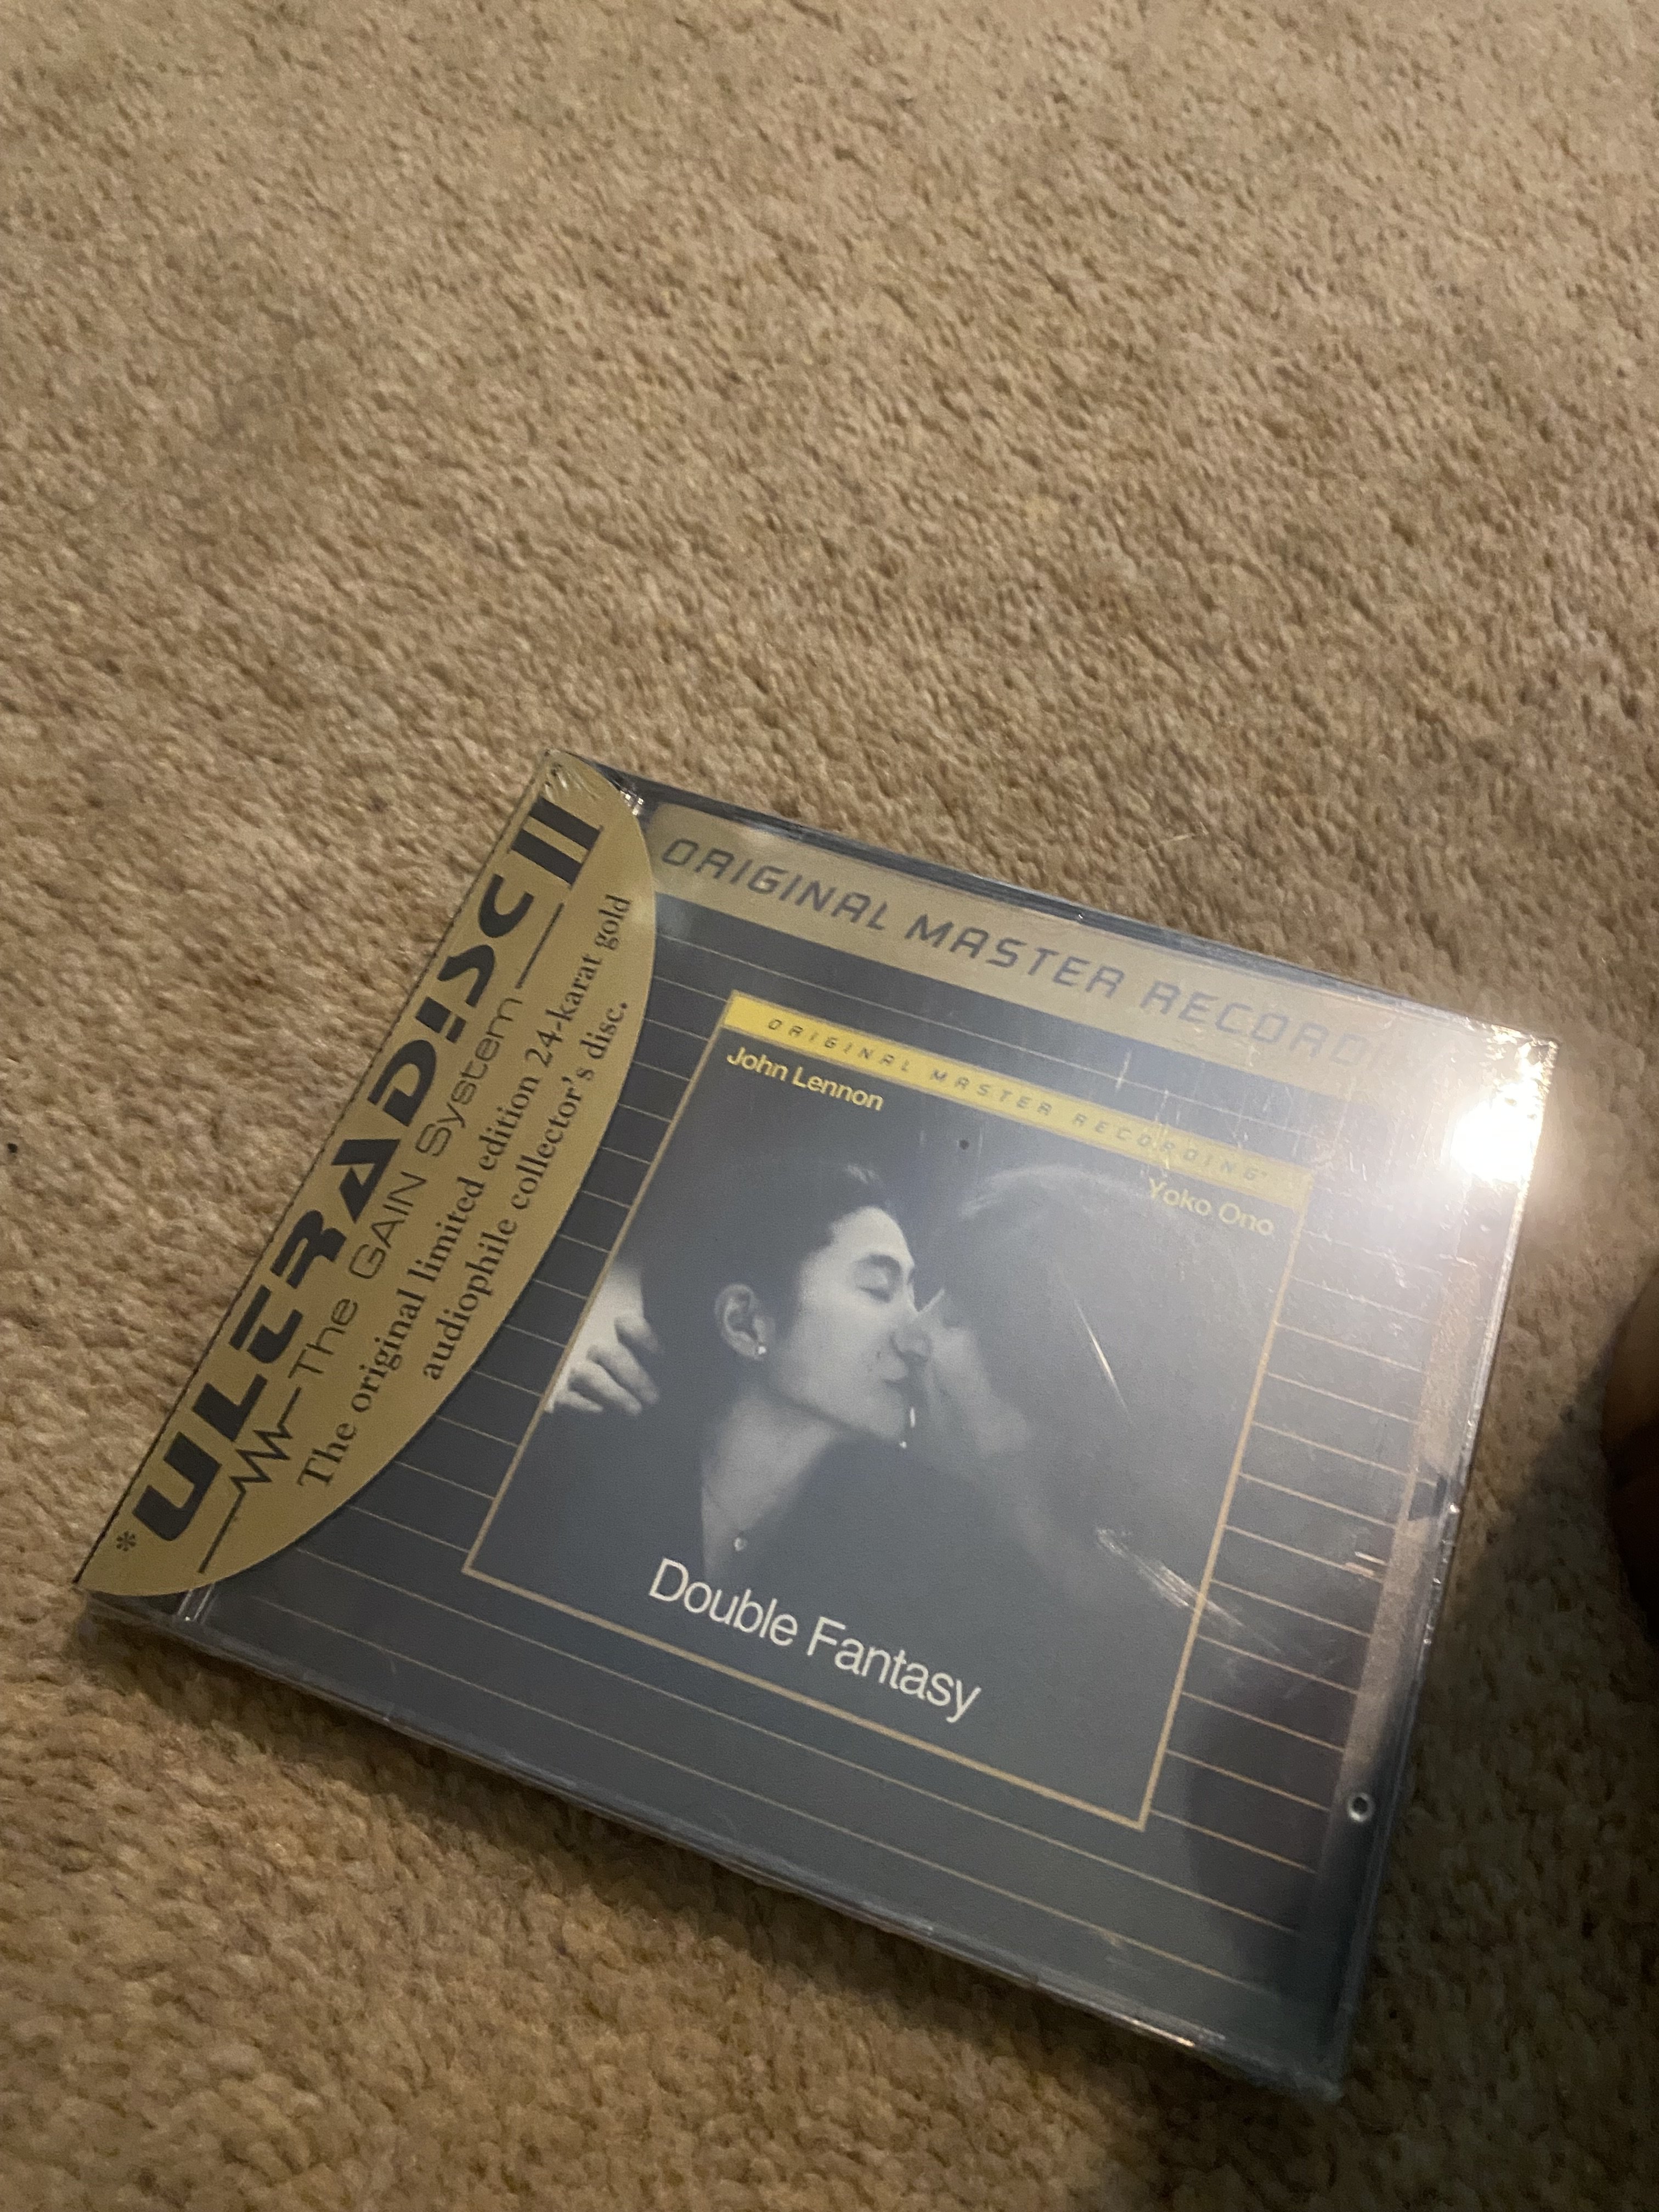 *ULTRADISC II
The GAIN System
The original limited edition 24-karat gold
audiophile collector's disc.
ORIGINAL MASTER
ORIGINAL MASTER RECORDING
John Lennon
Yoko Ono
Double Fantasy